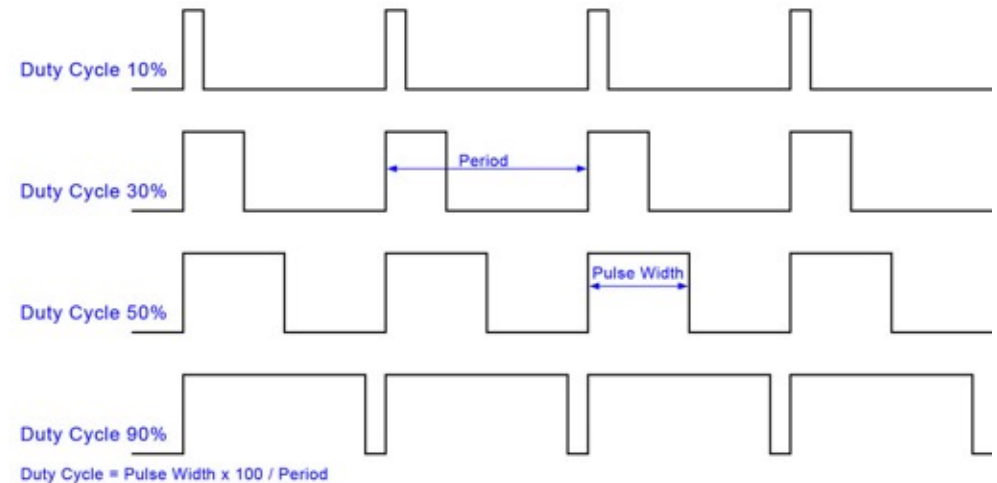 Duty Cycle 10%
Period
Duty Cycle 30%
Pulse Width
Duty Cycle 50%
Duty Cycle 90%
Duty Cycle = Pulse Width x 100 / Period